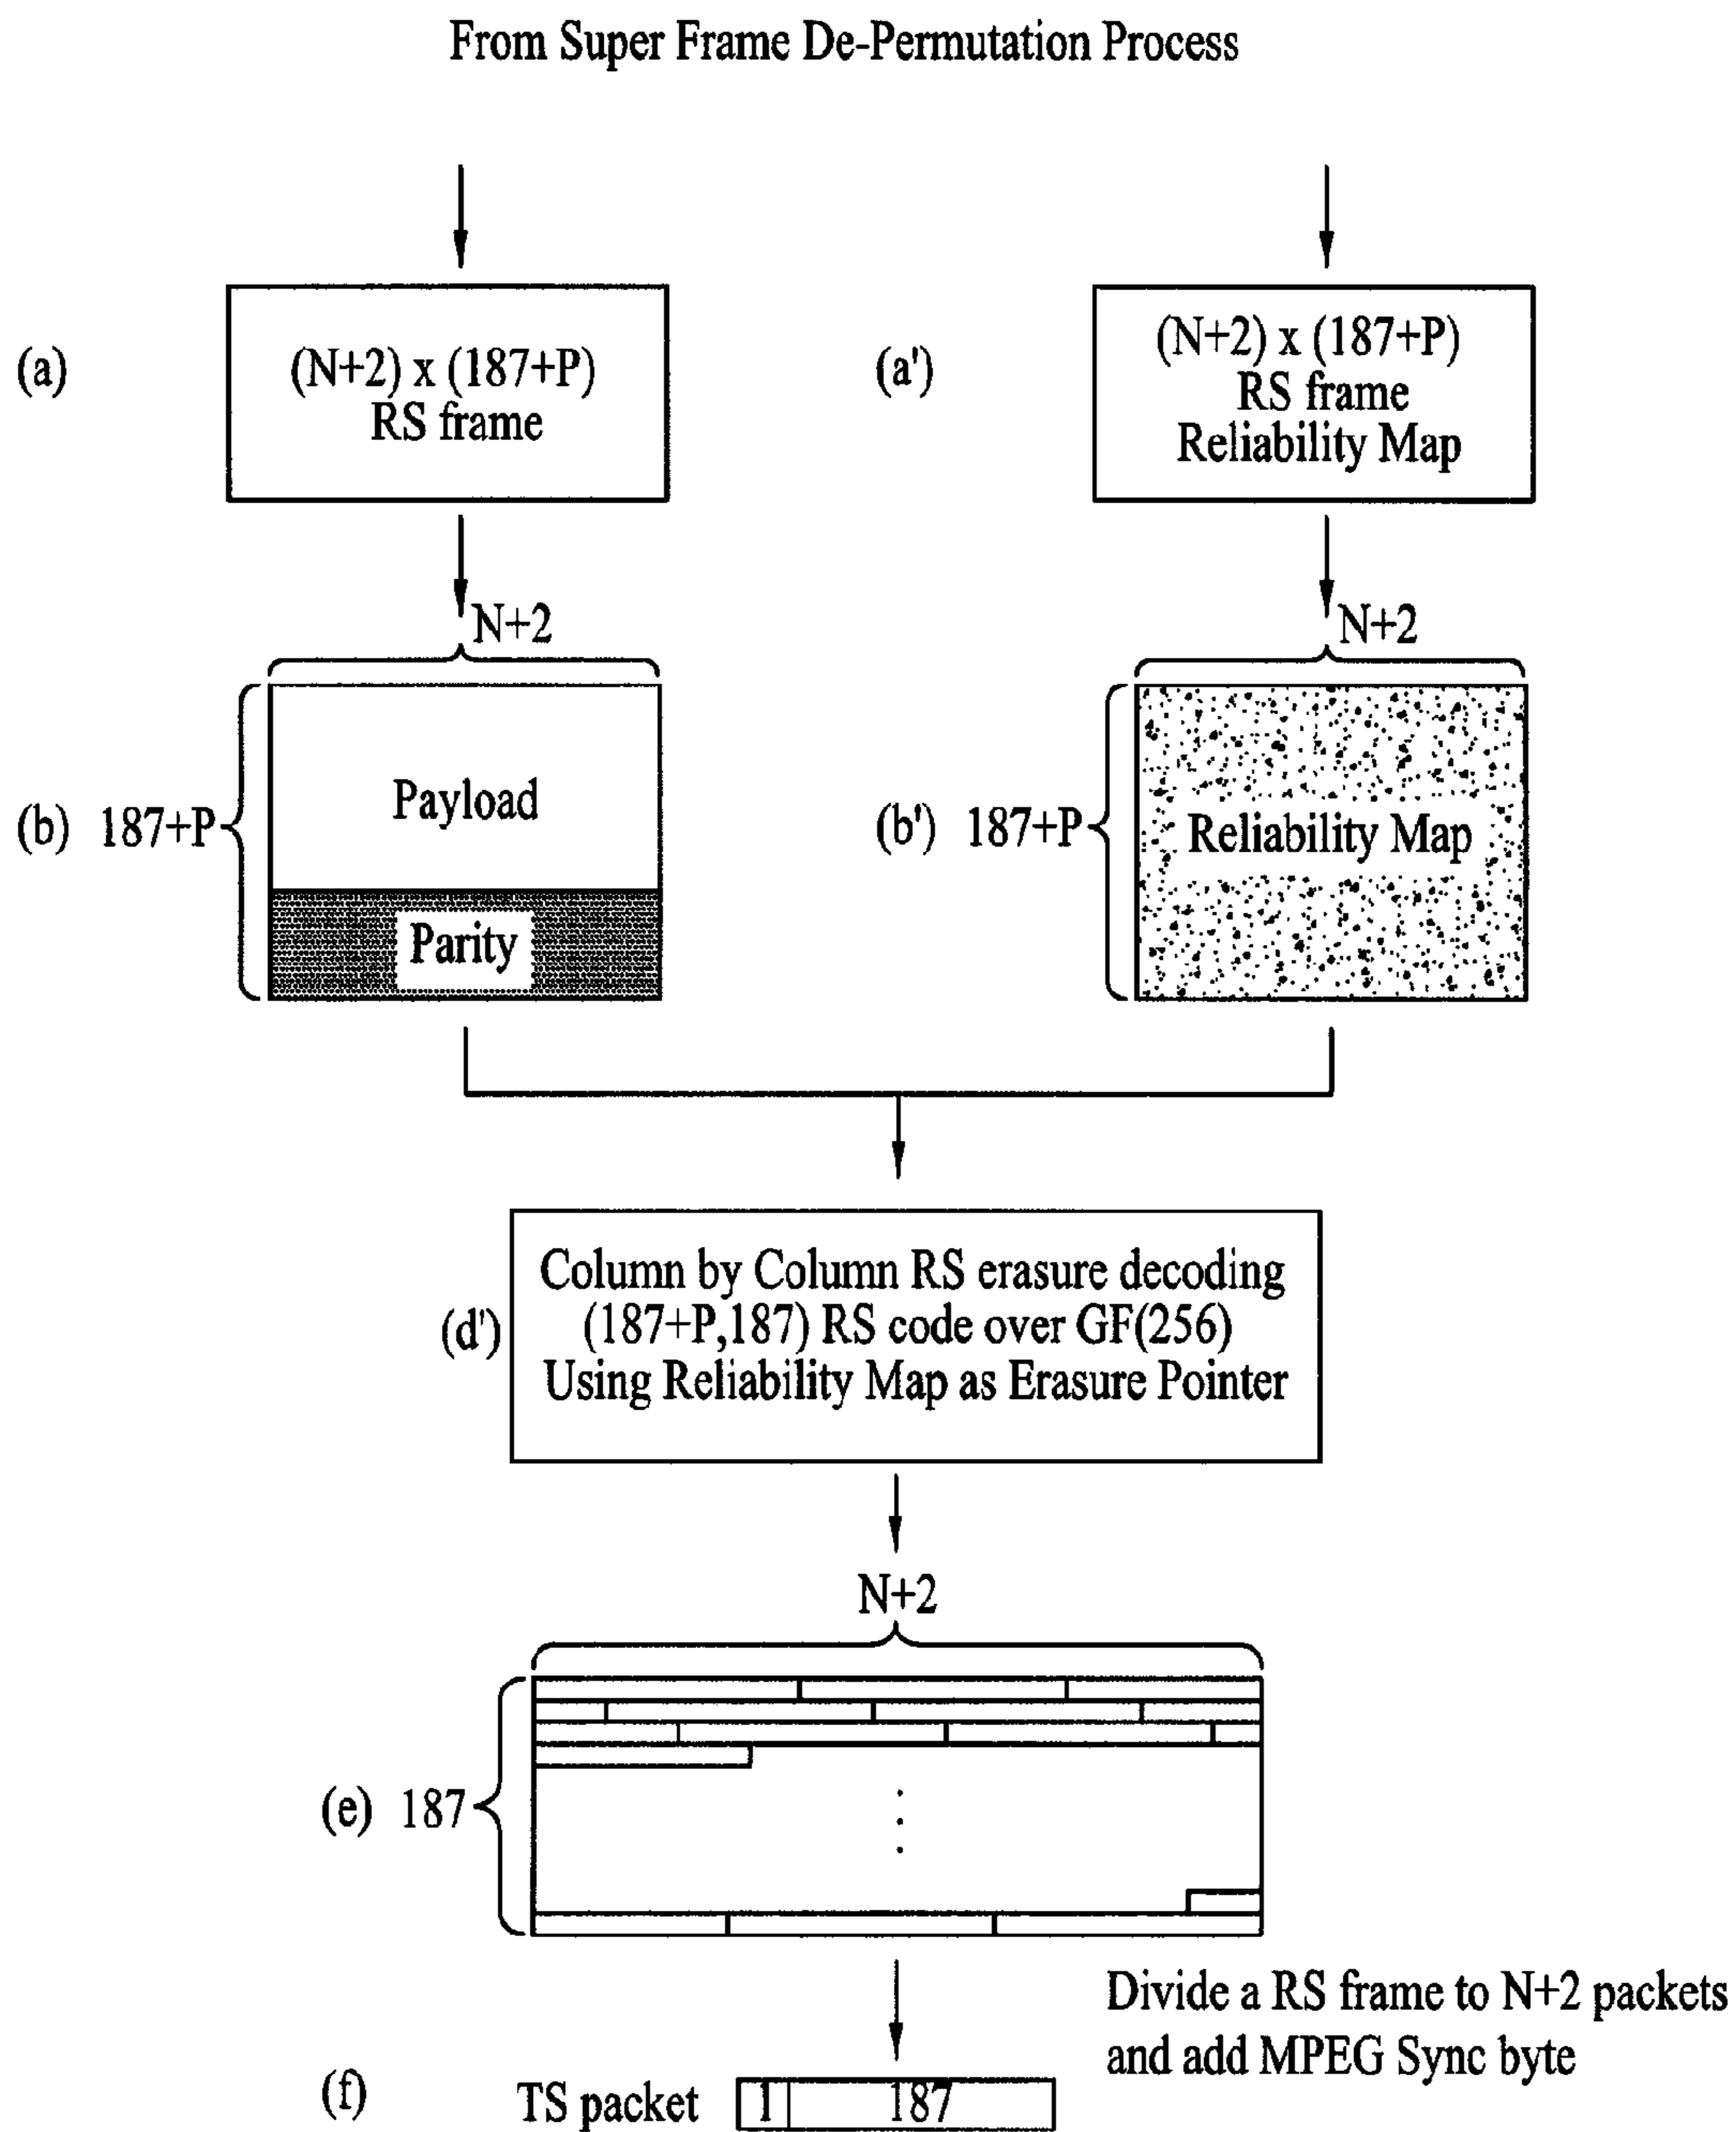 From Super Frame De-Permutation Process
(a)
(N+2) x (187+P)
RS frame
(a')
(N+2) x (187+P)
RS frame
Reliability Map
N+2
N+2
(b) 187+P
Payload
Parity
(b') 187+P
Reliability Map
(d')
Column by Column RS erasure decoding
(187+P,187) RS code over GF(256)
Using Reliability Map as Erasure Pointer
N+2
(e) 187
Divide a RS frame to N+2 packets
and add MPEG Sync byte
(f) TS packet 1 187